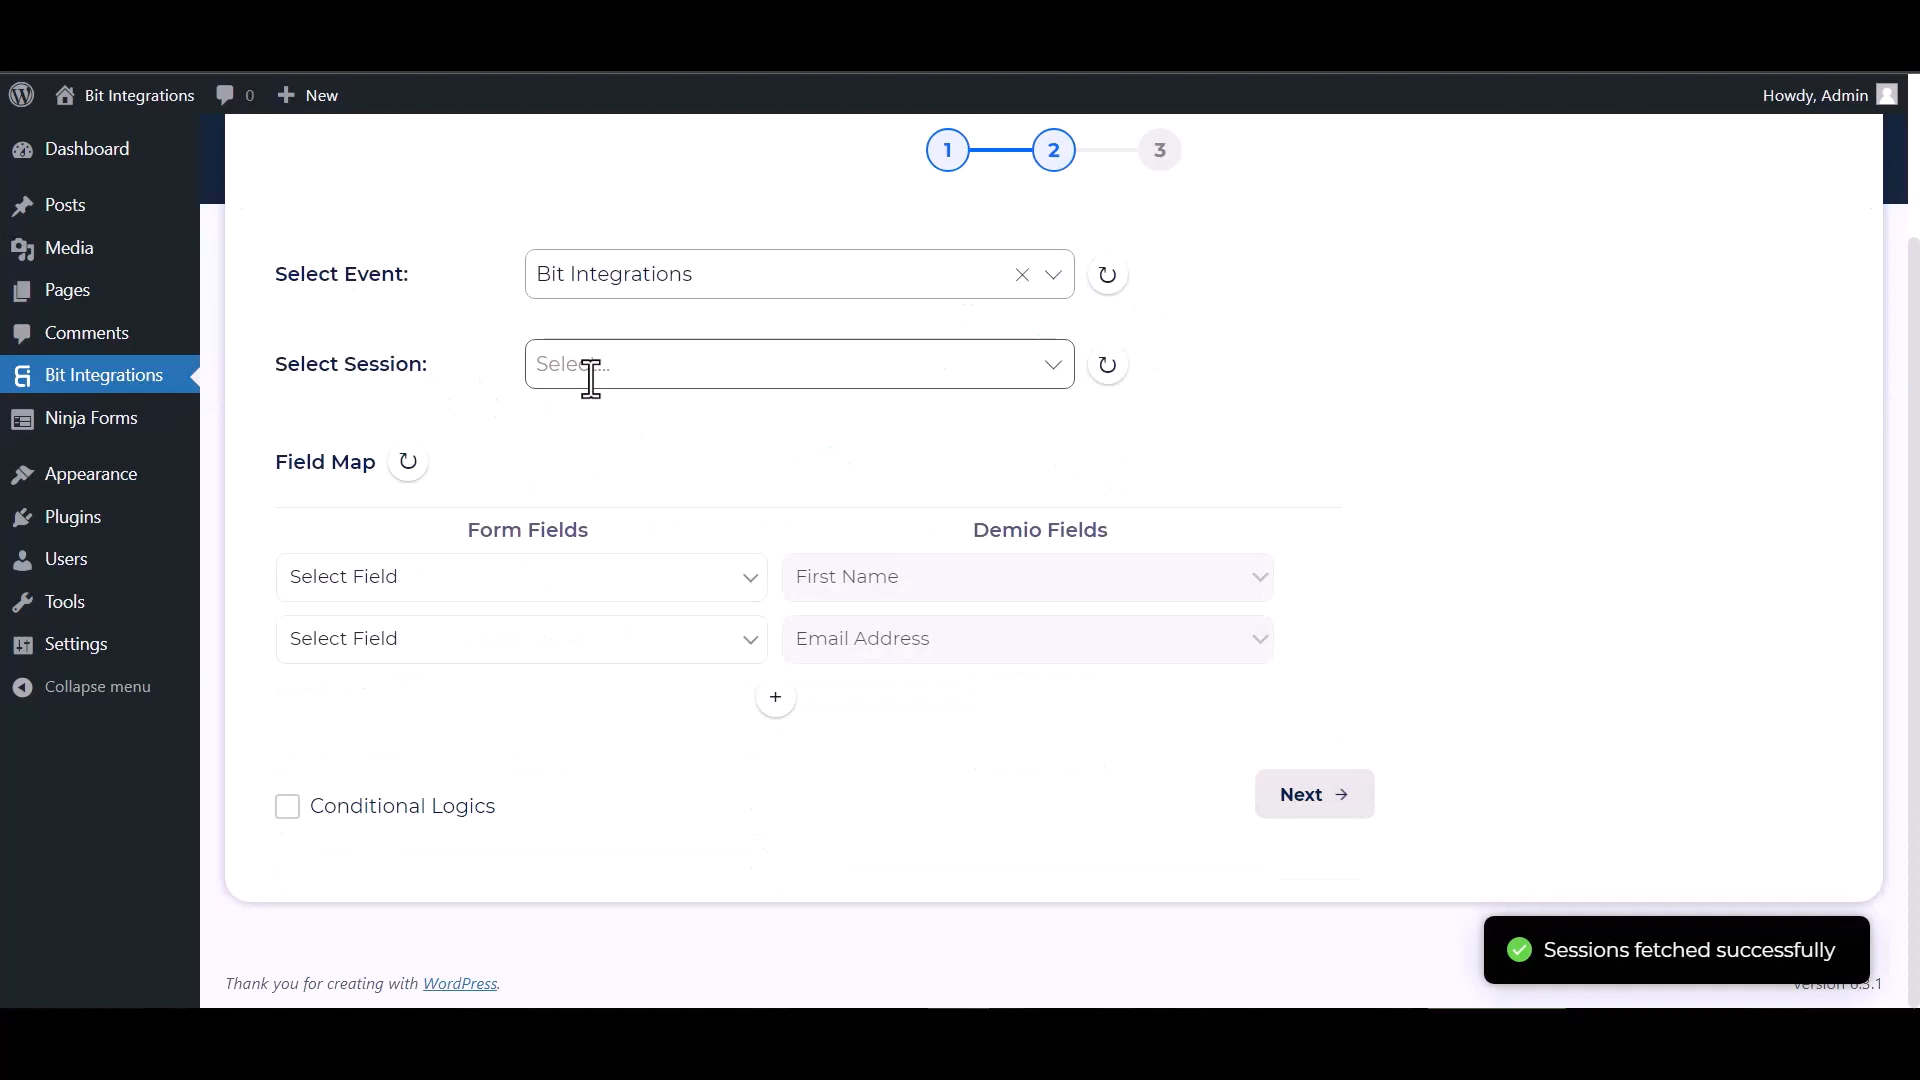 Bit Integrations
0
New
Howdy, Admin
Dashboard
Posts
Media
Pages
Comments
Bit Integrations
Ninja Forms
Appearance
Plugins
Users
Tools
Settings
Collapse menu
1
2
3
Select Event:
Bit Integrations
Select Session:
Select...
Field Map
Form Fields
Demio Fields
Select Field
First Name
Select Field
Email Address
+
Conditional Logics
Next →
Sessions fetched successfully
Thank you for creating with WordPress.